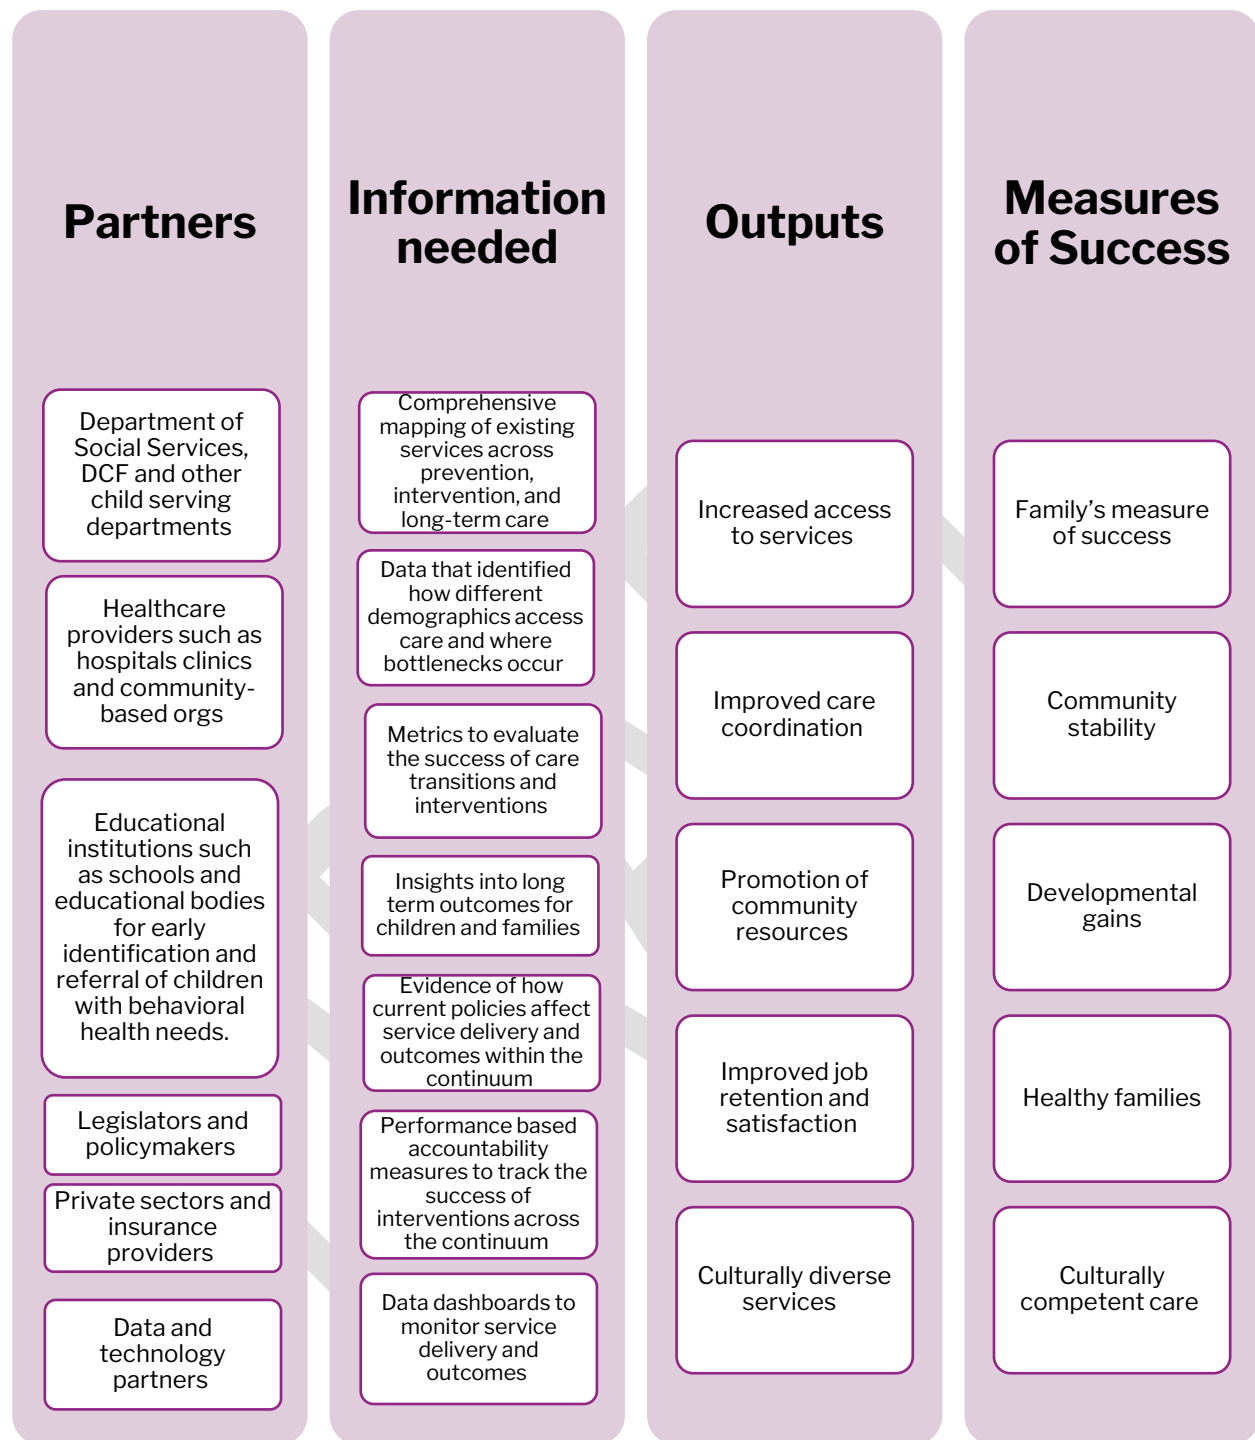 Partners
Department of
Social Services,
DCF and other
child serving
departments
Healthcare
providers such as
hospitals clinics
and community-
based orgs
Educational
institutions such
as schools and
educational bodies
for early
identification and
referral of children
with behavioral
health needs.
Legislators and
policymakers
Private sectors and
insurance
providers
Data and
technology
partners
Information
needed
Comprehensive
mapping of existing
services across
prevention,
intervention, and
long-term care
Data that identified
how different
demographics access
care and where
bottlenecks occur
Metrics to evaluate
the success of care
transitions and
interventions
Insights into long
term outcomes for
children and families
Evidence of how
current policies affect
service delivery and
outcomes within the
continuum
Performance based
accountability
measures to track the
success of
interventions across
the continuum
Data dashboards to
monitor service
delivery and
outcomes
Outputs
Increased access
to services
Improved care
coordination
Promotion of
community
resources
Improved job
retention and
satisfaction
Culturally diverse
services
Measures
of Success
Family's measure
of success
Community
stability
Developmental
gains
Healthy families
Culturally
competent care